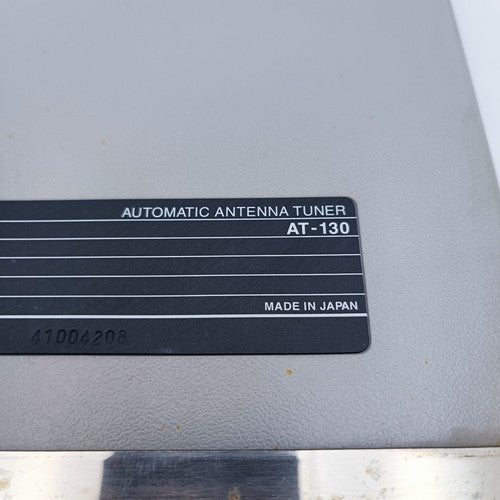 AUTOMATIC ANTENNA TUNER
AT-130
MADE IN JAPAN
41004208